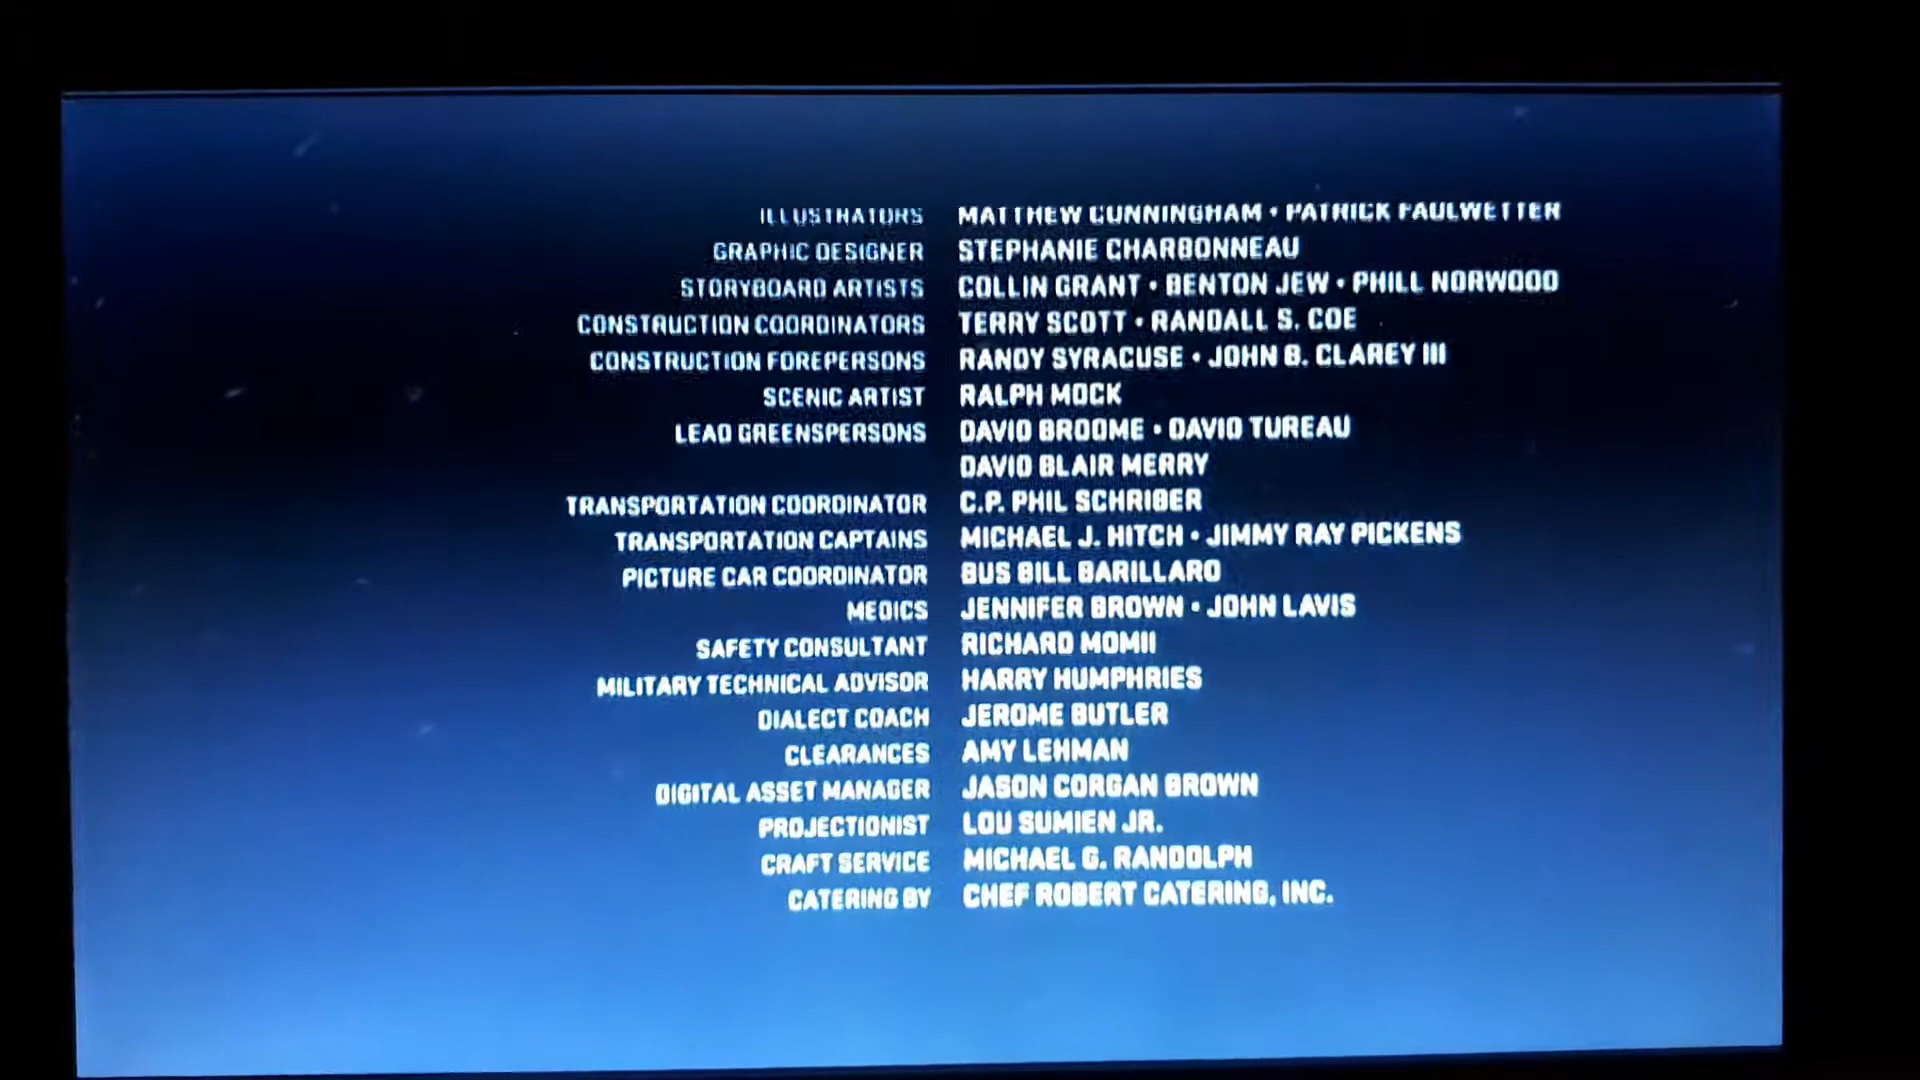 ILLUSTRATORS MATTHEW CUNNINGHAM • PATRICK FAULWETTER
GRAPHIC DESIGNER STEPHANIE CHARBONNEAU
STORYBOARD ARTISTS COLLIN GRANT • BENTON JEW • PHILL NORWOOD
CONSTRUCTION COORDINATORS TERRY SCOTT • RANDALL S. COE
CONSTRUCTION FOREPERSONS RANDY SYRACUSE • JOHN B. CLAREY III
SCENIC ARTIST RALPH MOCK
LEAD GREENSPERSONS DAVID BROOME • DAVID TUREAU
DAVID BLAIR MERRY
TRANSPORTATION COORDINATOR C.P. PHIL SCHRIBER
TRANSPORTATION CAPTAINS MICHAEL J. HITCH • JIMMY RAY PICKENS
PICTURE CAR COORDINATOR BUS BILL BARILLARO
MEDICS JENNIFER BROWN • JOHN LAVIS
SAFETY CONSULTANT RICHARD MOMII
MILITARY TECHNICAL ADVISOR HARRY HUMPHRIES
DIALECT COACH JEROME BUTLER
CLEARANCES AMY LEHMAN
DIGITAL ASSET MANAGER JASON CORGAN BROWN
PROJECTIONIST LOU SUMIEN JR.
CRAFT SERVICE MICHAEL G. RANDOLPH
CATERING BY CHEF ROBERT CATERING, INC.